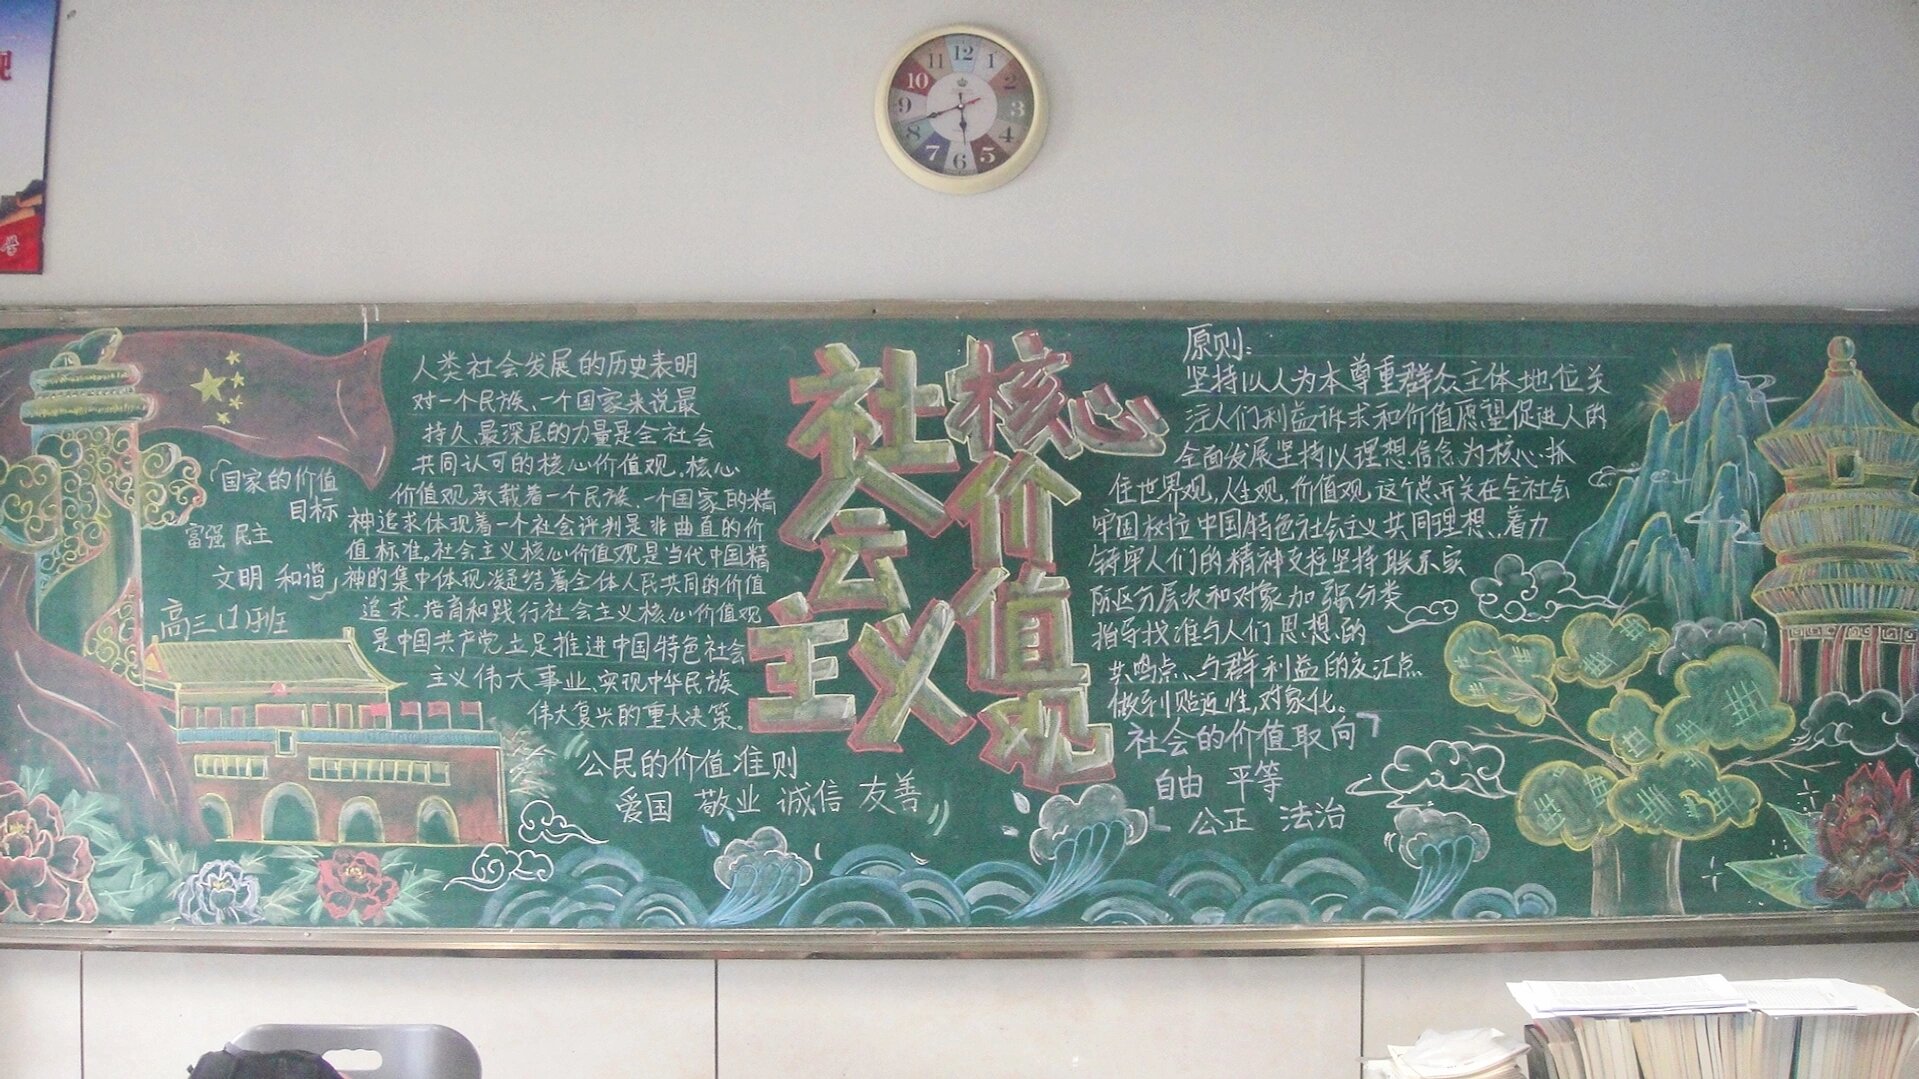 12
1
2
3
4
5
6
7
8
9
10
11
观
人类社会发展的历史表明
对一个民族、一个国家来说最
持久、最深层的力量是全社会
共同认可的核心价值观。核心
价值观承载着一个民族、一个国家的精
神追求体现着一个社会评判是非曲直的价
值标准。社会主义核心价值观是当代中国精
神的集中体现凝结着全体人民共同的价值
追求.培育和践行社会主义核心价值观
是中国共产党立足推进中国特色社会
主义伟大事业、实现中华民族
伟大复兴的重大决策。
国家的价值
目标
富强 民主
文明 和谐
高三(1)班
公民的价值准则
爱国 敬业 诚信 友善
社会主义
核心价值观
原则:
坚持以人为本尊重群众主体地位关
注人们利益诉求和价值愿望促进人的
全面发展坚持以理想信念为核心、抓
住世界观,人生观,价值观,这个总开关在全社会
牢固树立中国特色社会主义共同理想、着力
铸牢人们的精神支柱坚持联系实
际区分层次和对象加强分类
指导找准与人们思想的
共鸣点、与群利益的交汇点
做到贴近性,对象化。
社会的价值取向
自由 平等
公正 法治